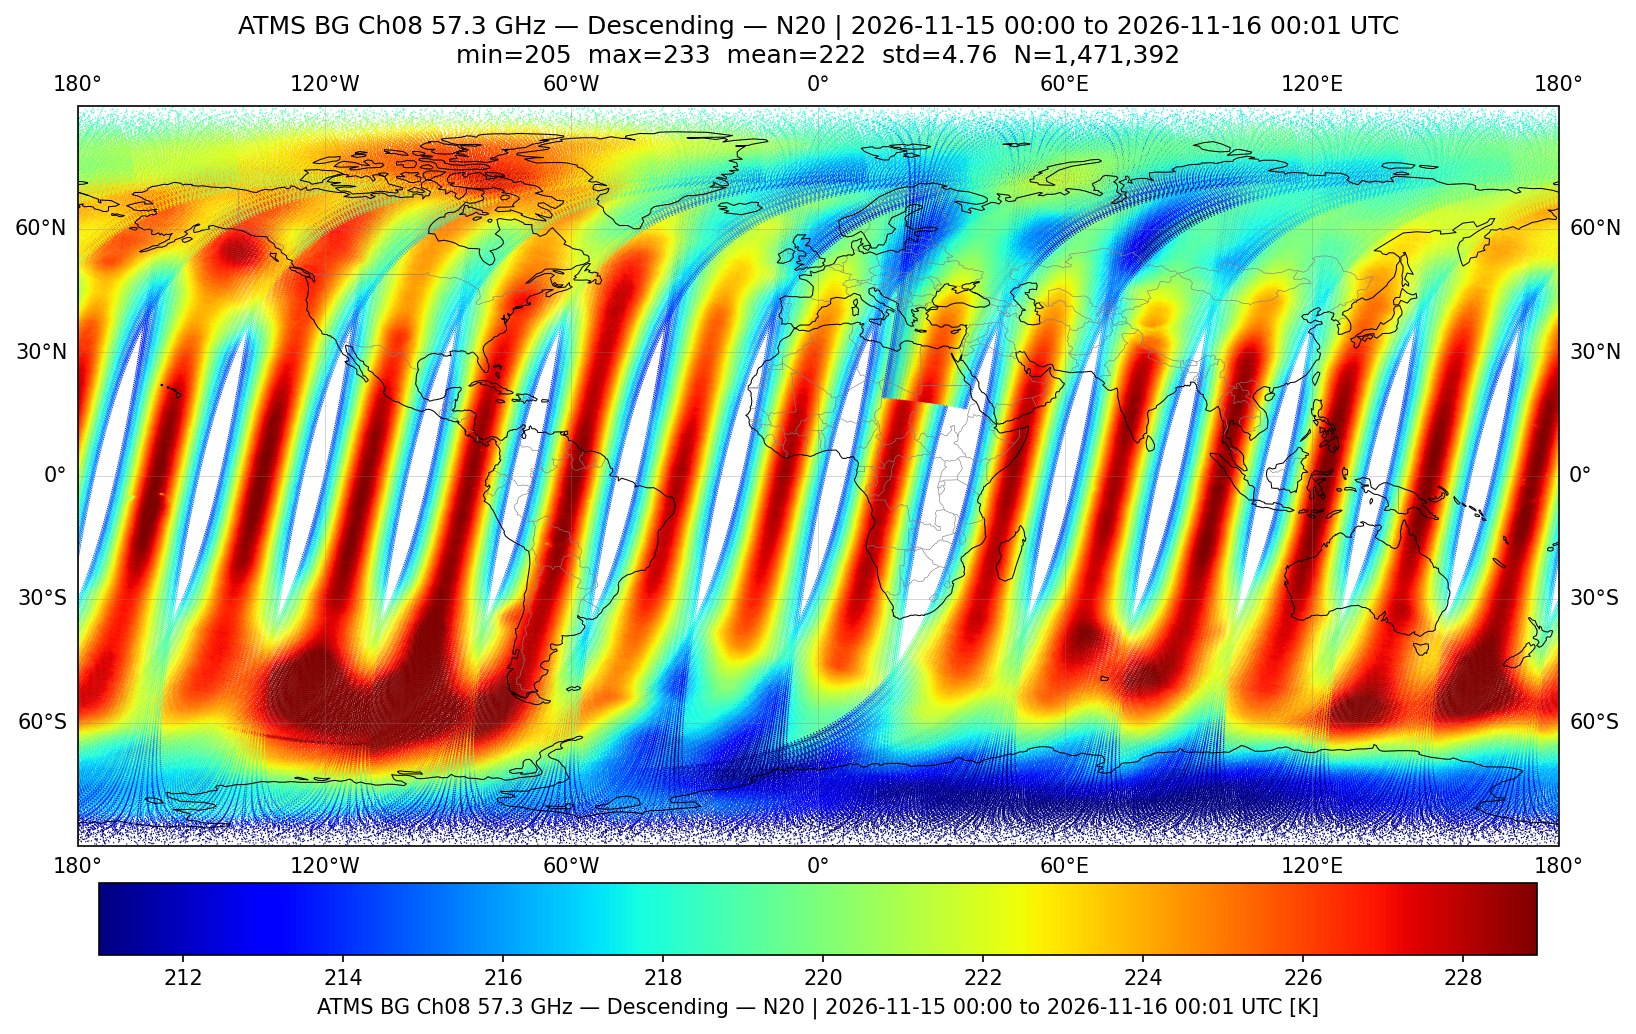 ATMS BG Ch08 57.3 GHz — Descending — N20 | 2026-11-15 00:00 to 2026-11-16 00:01 UTC
min=205 max=233 mean=222 std=4.76 N=1,471,392
180° 120°W 60°W 0° 60°E 120°E 180°
60°N 60°N
30°N 30°N
0° 0°
30°S 30°S
60°S 60°S
180° 120°W 60°W 0° 60°E 120°E 180°
212 214 216 218 220 222 224 226 228
ATMS BG Ch08 57.3 GHz — Descending — N20 | 2026-11-15 00:00 to 2026-11-16 00:01 UTC [K]